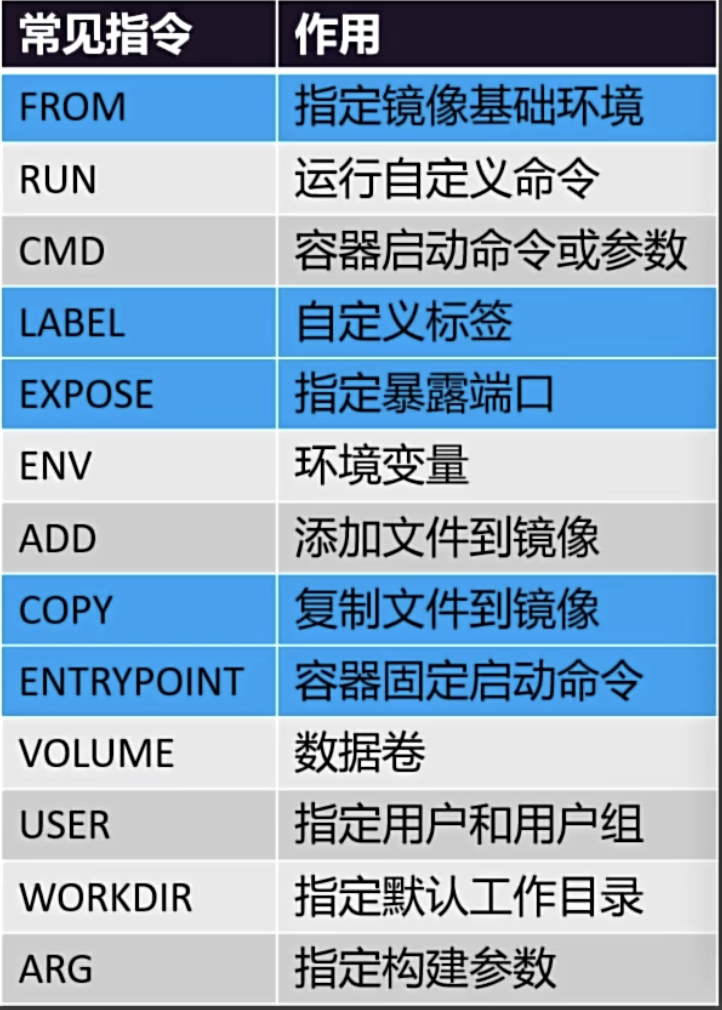 常见指令 作用
FROM 指定镜像基础环境
RUN 运行自定义命令
CMD 容器启动命令或参数
LABEL 自定义标签
EXPOSE 指定暴露端口
ENV 环境变量
ADD 添加文件到镜像
COPY 复制文件到镜像
ENTRYPOINT 容器固定启动命令
VOLUME 数据卷
USER 指定用户和用户组
WORKDIR 指定默认工作目录
ARG 指定构建参数